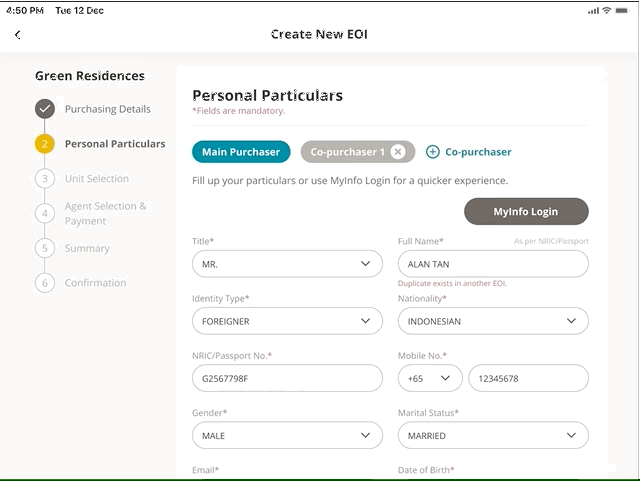 4:50 PM Tue 12 Dec
Create New EOI
Green Residences
Purchasing Details
2 Personal Particulars
3 Unit Selection
4 Agent Selection &
Payment
5 Summary
6 Confirmation
Personal Particulars
*Fields are mandatory.
Main Purchaser Co-purchaser 1 Co-purchaser
Fill up your particulars or use MyInfo Login for a quicker experience.
MyInfo Login
Title* Full Name* As per NRIC/Passport
MR. ALAN TAN
Duplicate exists in another EOI.
Identity Type* Nationality*
FOREIGNER INDONESIAN
NRIC/Passport No.* Mobile No.*
G2567798F +65 12345678
Gender* Marital Status*
MALE MARRIED
Email* Date of Birth*